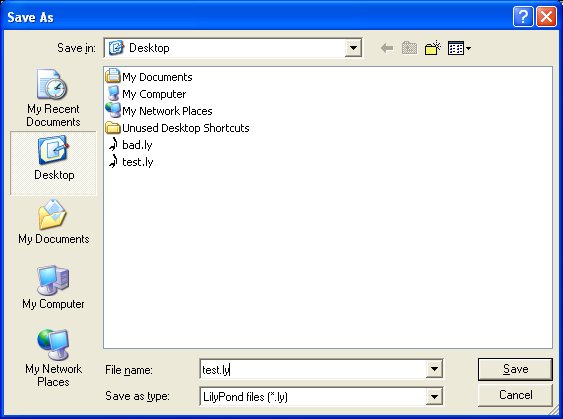 Save As
Save in:
Desktop
My Recent
Documents
Desktop
My Documents
My Computer
My Network
Places
My Documents
My Computer
My Network Places
Unused Desktop Shortcuts
bad.ly
test.ly
File name:
test.ly
Save
Save as type:
LilyPond files (*.ly)
Cancel